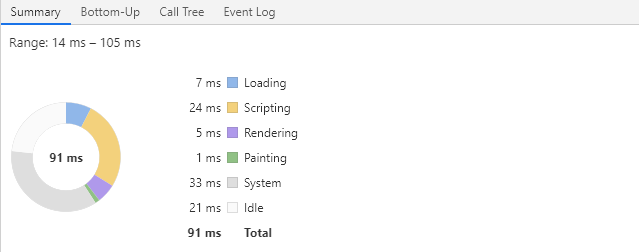 Summary Bottom-Up Call Tree Event Log
Range: 14 ms – 105 ms
7 ms Loading
24 ms Scripting
5 ms Rendering
91 ms
1 ms Painting
33 ms System
21 ms Idle
91 ms Total